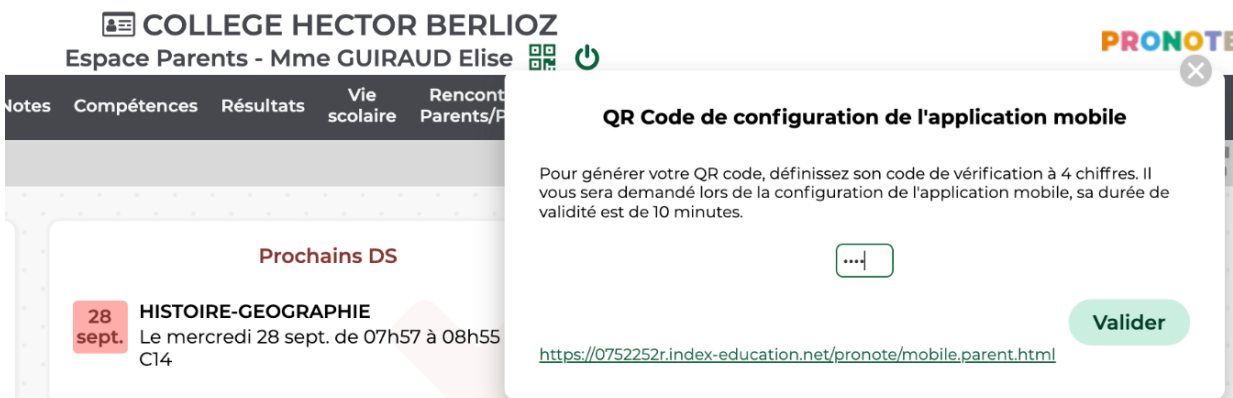 COLLEGE HECTOR BERLIOZ
Espace Parents - Mme GUIRAUD Elise
PRONOTE
Notes Compétences Résultats Vie scolaire Rencont
Parents/P
QR Code de configuration de l'application mobile
Pour générer votre QR code, définissez son code de vérification à 4 chiffres. Il
vous sera demandé lors de la configuration de l'application mobile, sa durée de
validité est de 10 minutes.
••••
Valider
https://0752252r.index-education.net/pronote/mobile.parent.html
Prochains DS
28
sept.
HISTOIRE-GEOGRAPHIE
Le mercredi 28 sept. de 07h57 à 08h55
C14